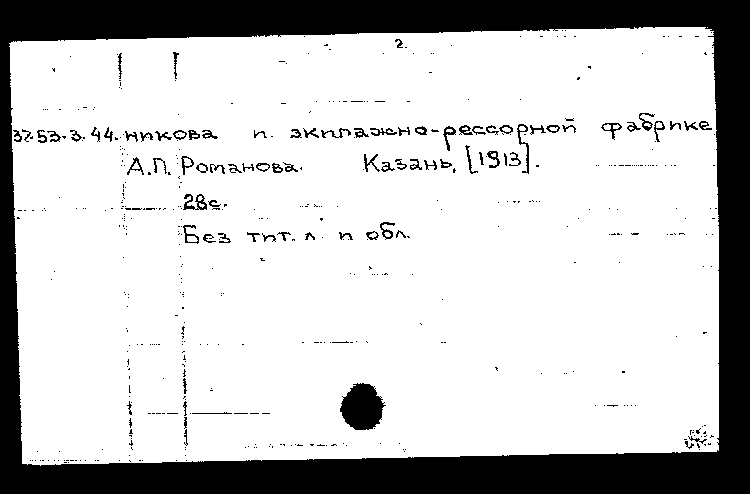 2.
37.53.3.44. никова и экипажно-рессорной фабрике
А.П. Романова. Казань, [1913].
28с.
Без тит. л. и обл.